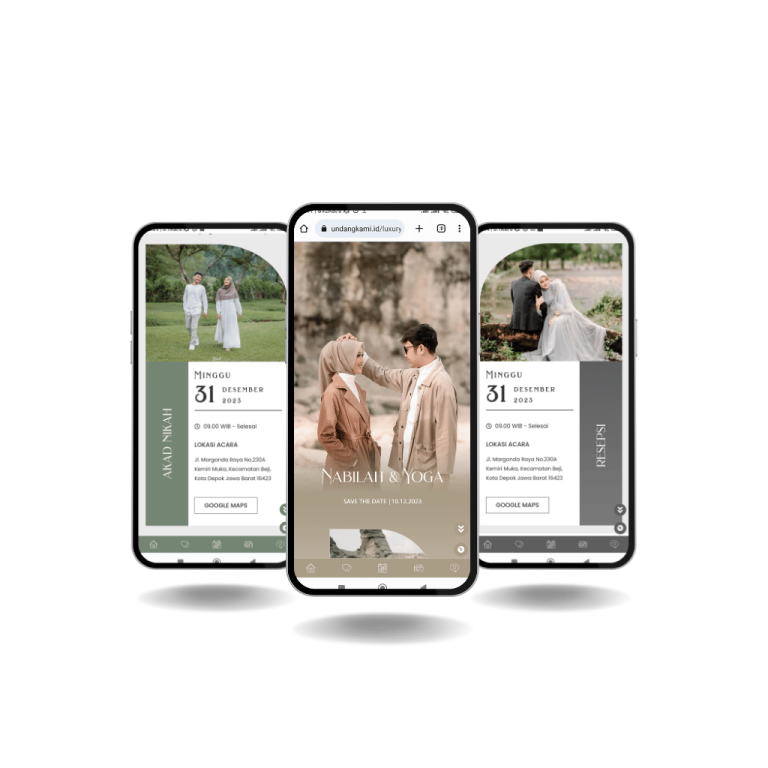 MINGGU
31 DESEMBER
2023
09.00 WIB - Selesai
LOKASI ACARA
Jl. Margonda Raya No.230A
Kemiri Muka, Kecamatan Beji,
Kota Depok Jawa Barat 16423
GOOGLE MAPS
AKAD NIKAH
undangkami.id/luxury
NABILAH & YOGA
SAVE THE DATE | 10.12.2023
MINGGU
31 DESEMBER
2023
09.00 WIB - Selesai
LOKASI ACARA
Jl. Margonda Raya No.230A
Kemiri Muka, Kecamatan Beji,
Kota Depok Jawa Barat 16423
GOOGLE MAPS
RESEPSI